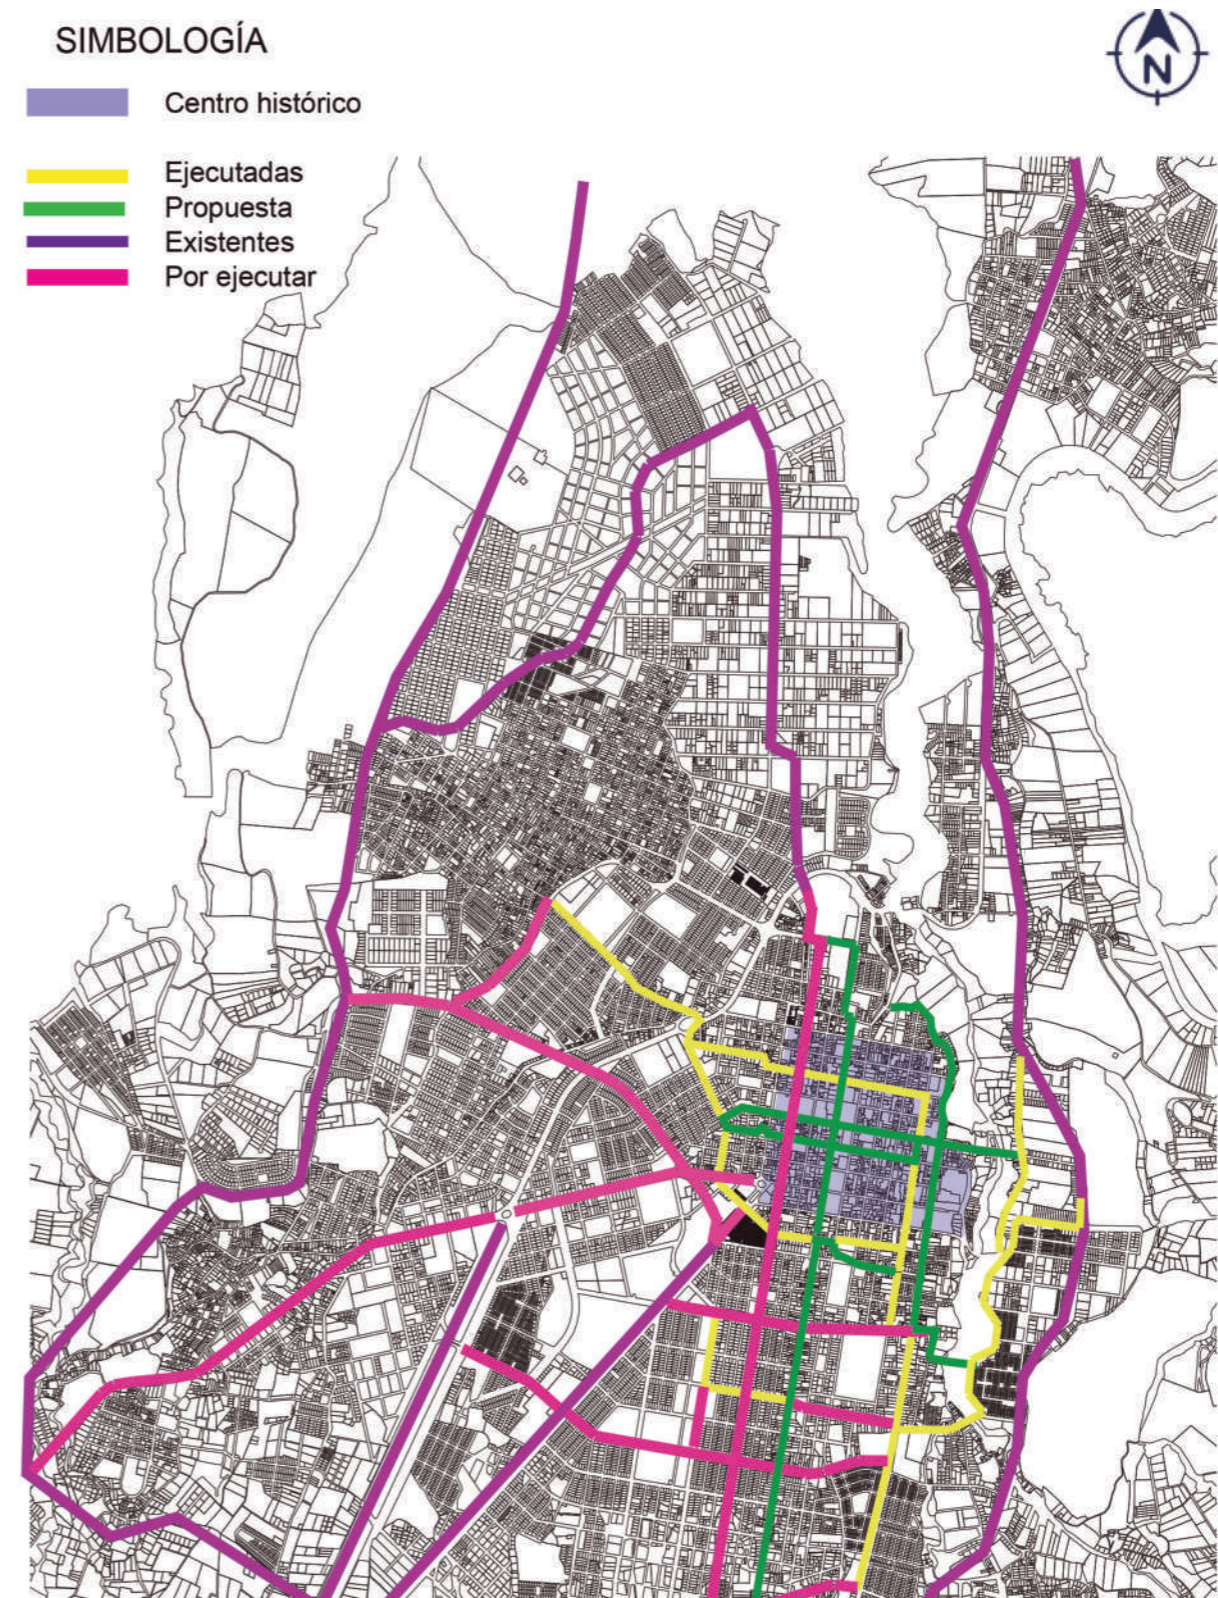 SIMBOLOGÍA
N
Centro histórico
Ejecutadas
Propuesta
Existentes
Por ejecutar